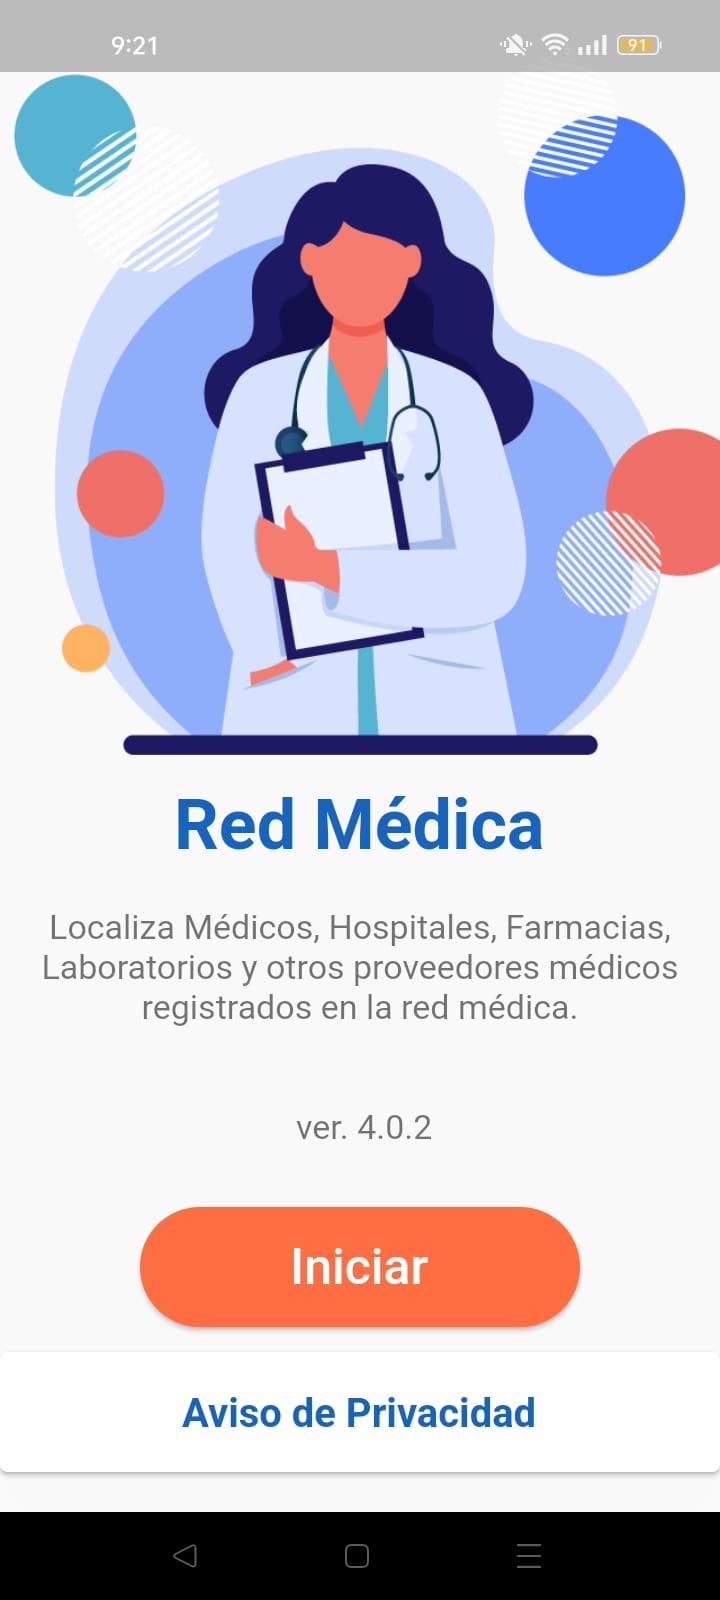 9:21
91
Red Médica
Localiza Médicos, Hospitales, Farmacias,
Laboratorios y otros proveedores médicos
registrados en la red médica.
ver. 4.0.2
Iniciar
Aviso de Privacidad